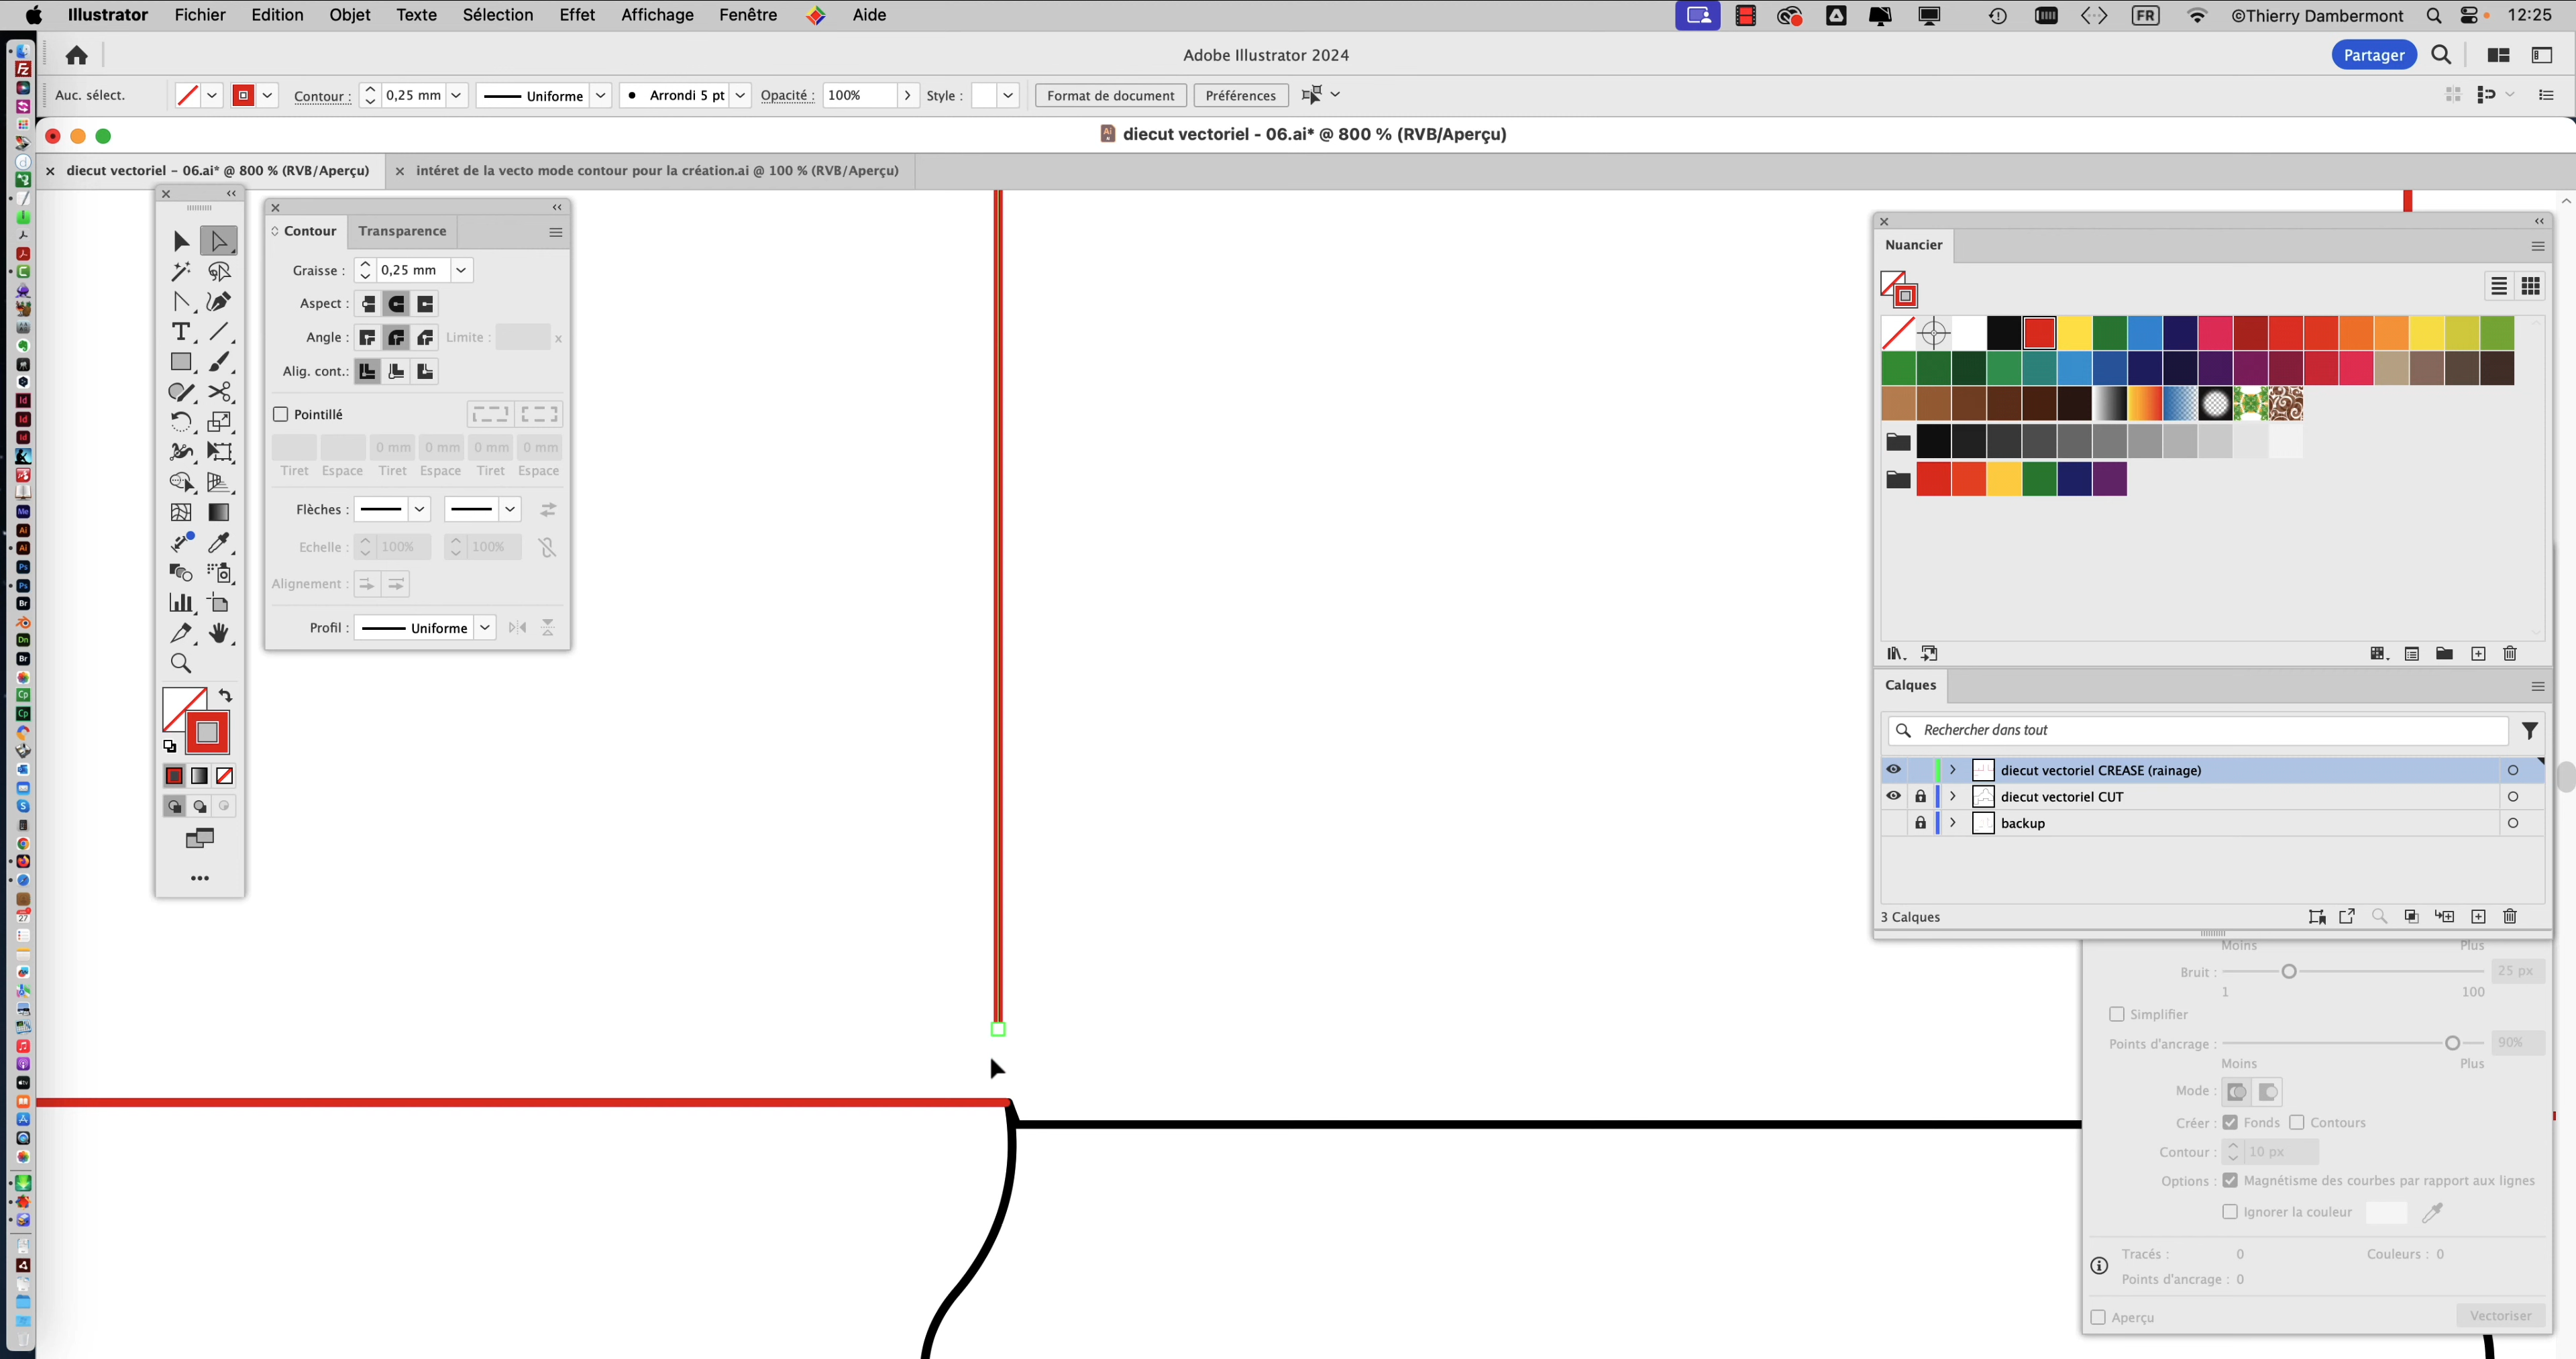 Illustrator Fichier Edition Objet Texte Sélection Effet Affichage Fenêtre Aide FR ©Thierry Dambermont 12:25
Adobe Illustrator 2024 Partager
Auc. sélect. Contour : 0,25 mm Uniforme Arrondi 5 pt Opacité : 100% Style : Format de document Préférences
diecut vectoriel - 06.ai* @ 800 % (RVB/Aperçu)
diecut vectoriel - 06.ai* @ 800 % (RVB/Aperçu) intéret de la vecto mode contour pour la création.ai @ 100 % (RVB/Aperçu)
Contour Transparence
Graisse : 0,25 mm
Aspect :
Angle : Limite : x
Alig. cont.:
Pointillé
0 mm 0 mm 0 mm 0 mm
Tiret Espace Tiret Espace Tiret Espace
Flèches :
Echelle : 100% 100%
Alignement :
Profil : Uniforme
Nuancier
Calques
Rechercher dans tout
diecut vectoriel CREASE (rainage)
diecut vectoriel CUT
backup
3 Calques
Moins Plus
Bruit : 25 px
1 100
Simplifier
Points d'ancrage : 90%
Moins Plus
Mode :
Créer : Fonds Contours
Contour : 10 px
Options : Magnétisme des courbes par rapport aux lignes
Ignorer la couleur
Tracés : 0 Couleurs : 0
Points d'ancrage : 0
Aperçu Vectoriser